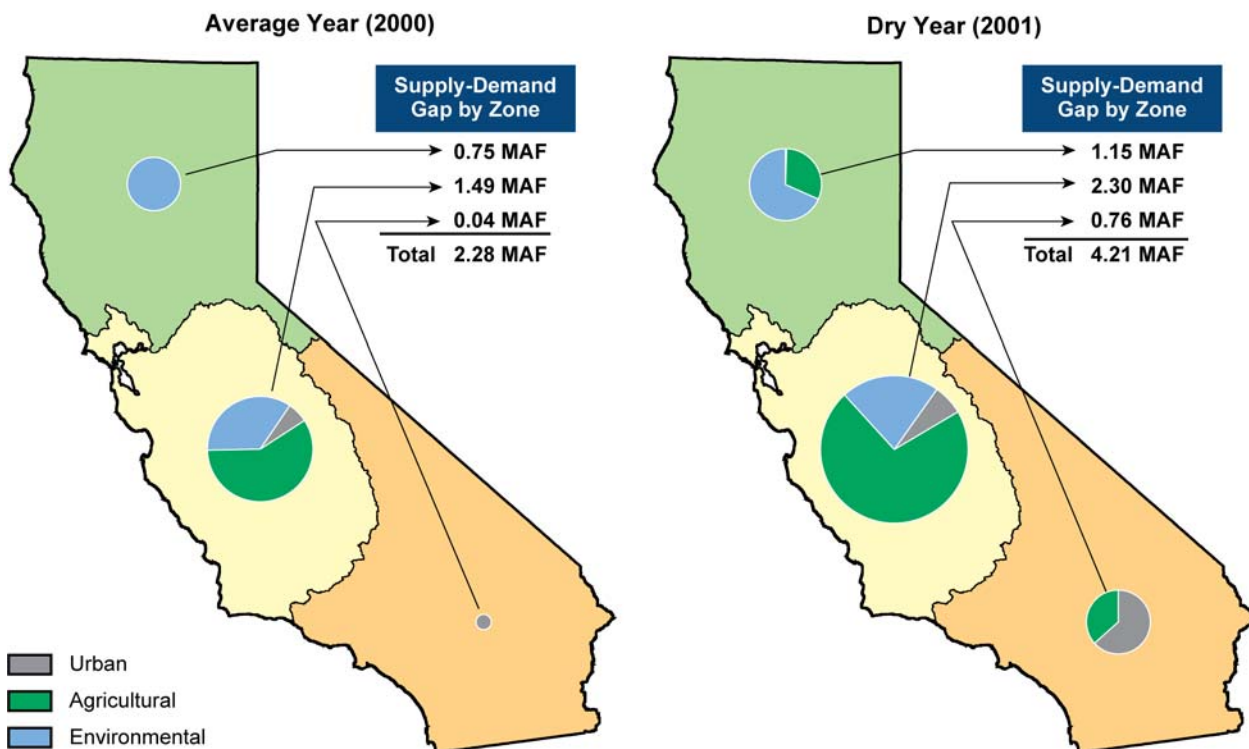 Average Year (2000)
Supply-Demand
Gap by Zone
0.75 MAF
1.49 MAF
0.04 MAF
Total 2.28 MAF
Dry Year (2001)
Supply-Demand
Gap by Zone
1.15 MAF
2.30 MAF
0.76 MAF
Total 4.21 MAF
Urban
Agricultural
Environmental